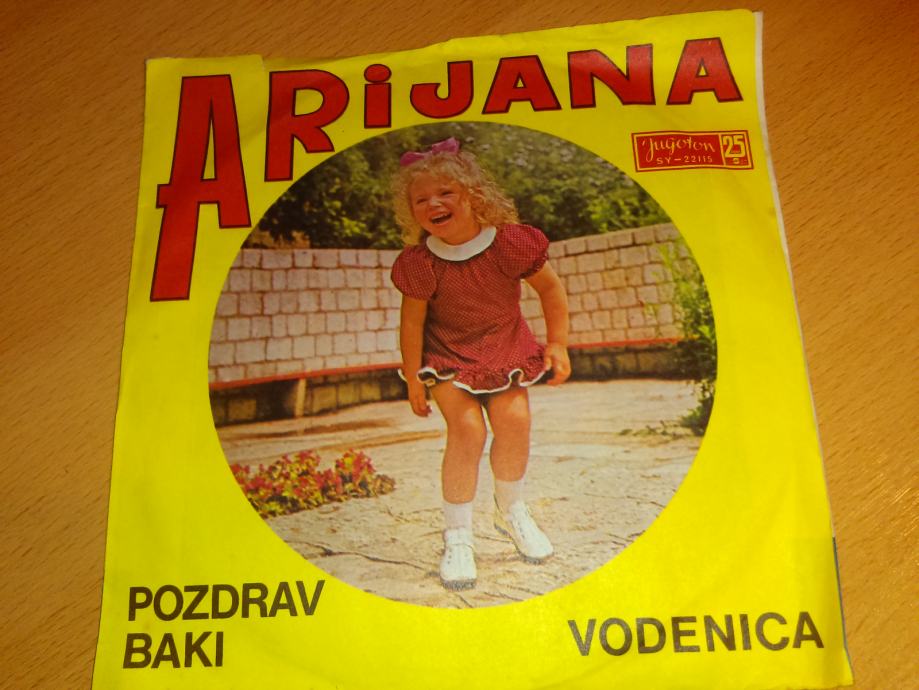 ARiJANA
Jugoton
SY-22115
25
POZDRAV
BAKI
VODENICA